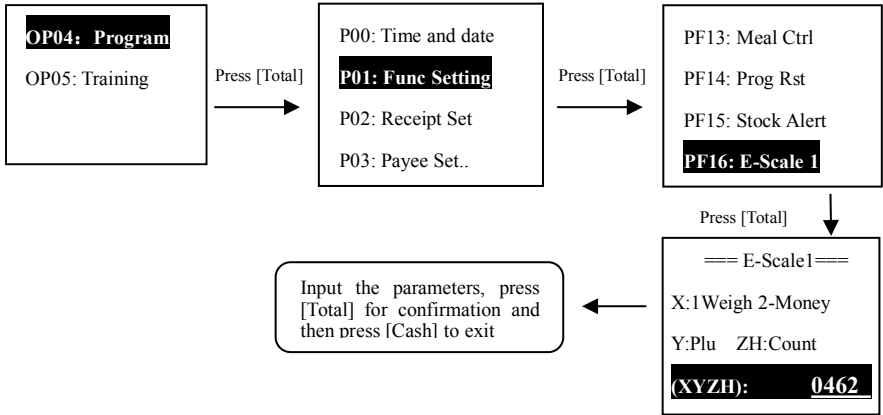 OP04: Program
OP05: Training
Press [Total]
P00: Time and date
P01: Func Setting
P02: Receipt Set
P03: Payee Set..
Press [Total]
PF13: Meal Ctrl
PF14: Prog Rst
PF15: Stock Alert
PF16: E-Scale 1
Press [Total]
=== E-Scale1===
X:1Weigh 2-Money
Y:Plu ZH:Count
(XYZH): 0462
Input the parameters, press
[Total] for confirmation and
then press [Cash] to exit